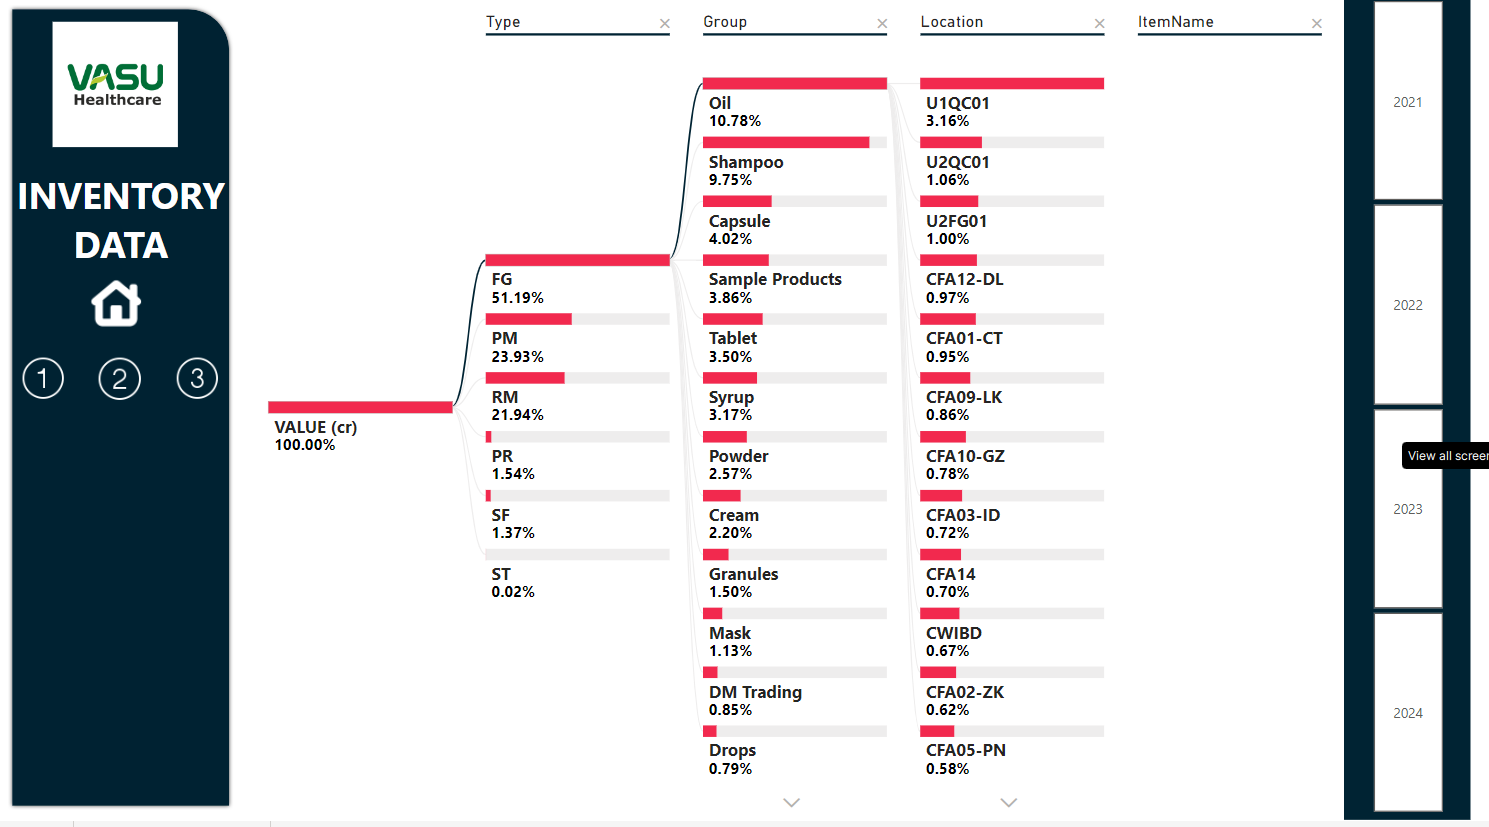 VASU
Healthcare
INVENTORY
DATA
1 2 3
Type
Group
Location
ItemName
VALUE (cr)
100.00%
FG
51.19%
PM
23.93%
RM
21.94%
PR
1.54%
SF
1.37%
ST
0.02%
Oil
10.78%
Shampoo
9.75%
Capsule
4.02%
Sample Products
3.86%
Tablet
3.50%
Syrup
3.17%
Powder
2.57%
Cream
2.20%
Granules
1.50%
Mask
1.13%
DM Trading
0.85%
Drops
0.79%
U1QC01
3.16%
U2QC01
1.06%
U2FG01
1.00%
CFA12-DL
0.97%
CFA01-CT
0.95%
CFA09-LK
0.86%
CFA10-GZ
0.78%
CFA03-ID
0.72%
CFA14
0.70%
CWIBD
0.67%
CFA02-ZK
0.62%
CFA05-PN
0.58%
2021
2022
View all screer
2023
2024